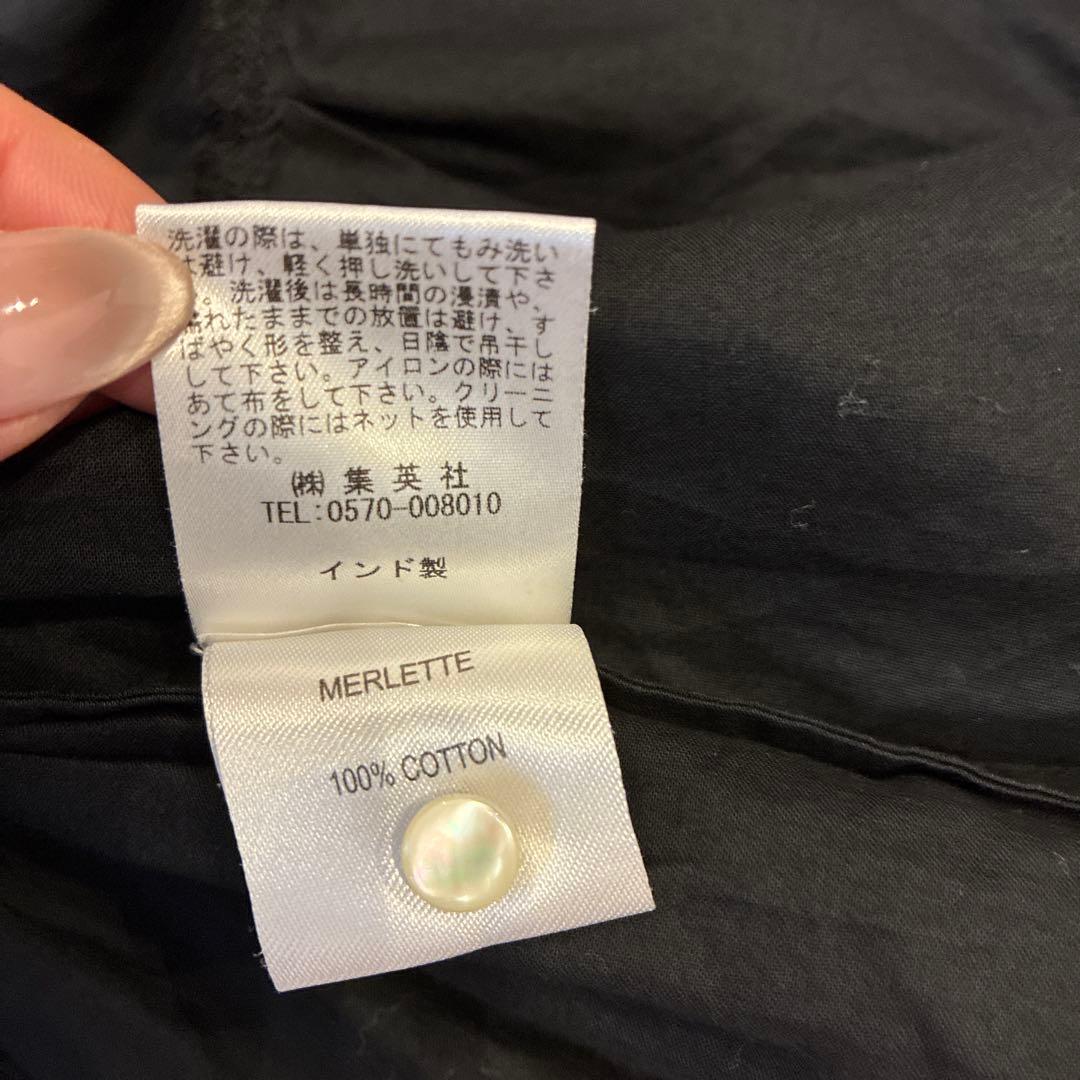 洗濯の際は、単独にてもみ洗い
は避け、軽く押し洗いして下さ
。洗濯後は長時間の浸漬や、
濡れたままでの放置は避け、す
ばやく形を整え、日陰で吊干し
して下さい。アイロンの際には
あて布をして下さい。クリーニ
ングの際にはネットを使用して
下さい。
㈱集英社
TEL:0570-008010
インド製
MERLETTE
100% COTTON